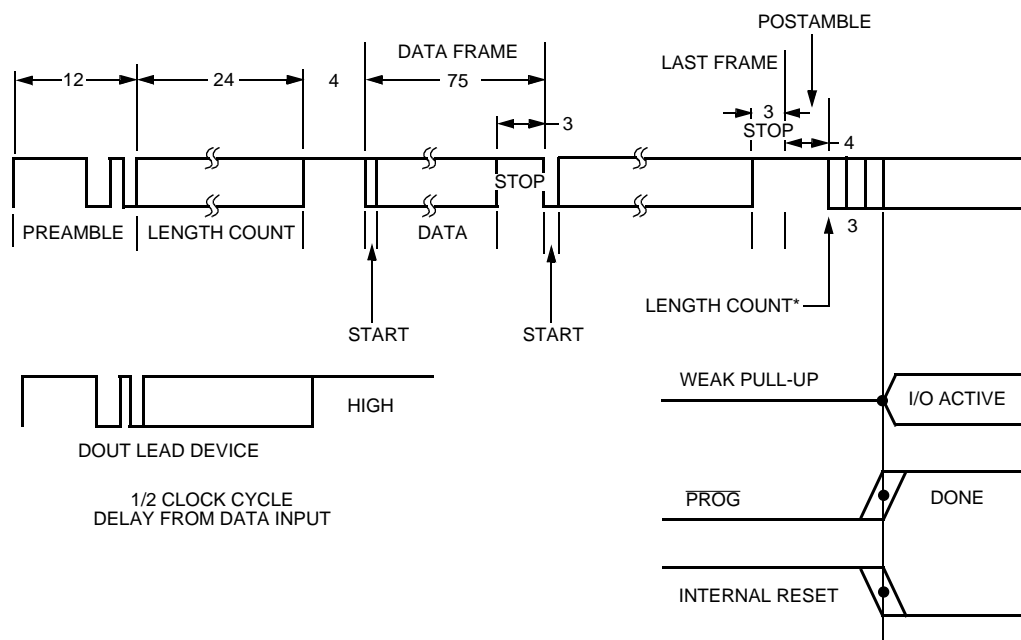 POSTAMBLE
DATA FRAME
LAST FRAME
12
24
4
75
3
3
STOP
4
STOP
PREAMBLE
LENGTH COUNT
DATA
3
LENGTH COUNT*
START
START
WEAK PULL-UP
I/O ACTIVE
HIGH
DOUT LEAD DEVICE
1/2 CLOCK CYCLE
DELAY FROM DATA INPUT
PROG
DONE
INTERNAL RESET